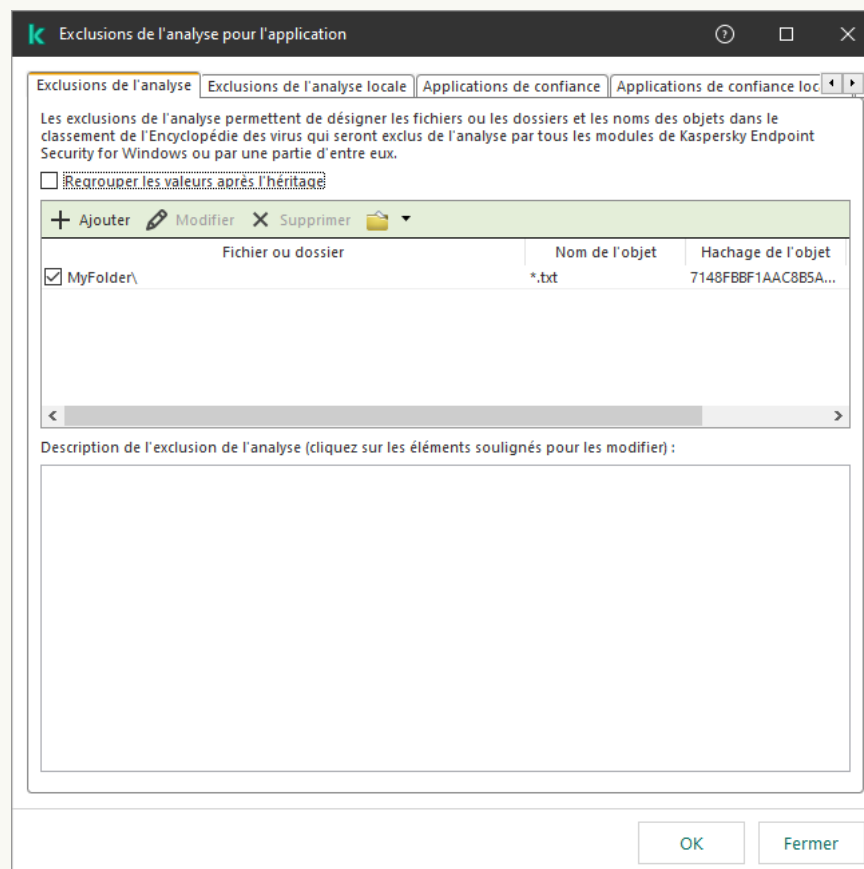 Exclusions de l'analyse pour l'application
Exclusions de l'analyse Exclusions de l'analyse locale Applications de confiance Applications de confiance loc
Les exclusions de l'analyse permettent de désigner les fichiers ou les dossiers et les noms des objets dans le
classement de l'Encyclopédie des virus qui seront exclus de l'analyse par tous les modules de Kaspersky Endpoint
Security for Windows ou par une partie d'entre eux.
Regrouper les valeurs après l'héritage
Ajouter Modifier Supprimer
Fichier ou dossier Nom de l'objet Hachage de l'objet
MyFolder\ *.txt 7148FBBF1AAC8B5A...
Description de l'exclusion de l'analyse (cliquez sur les éléments soulignés pour les modifier) :
OK Fermer